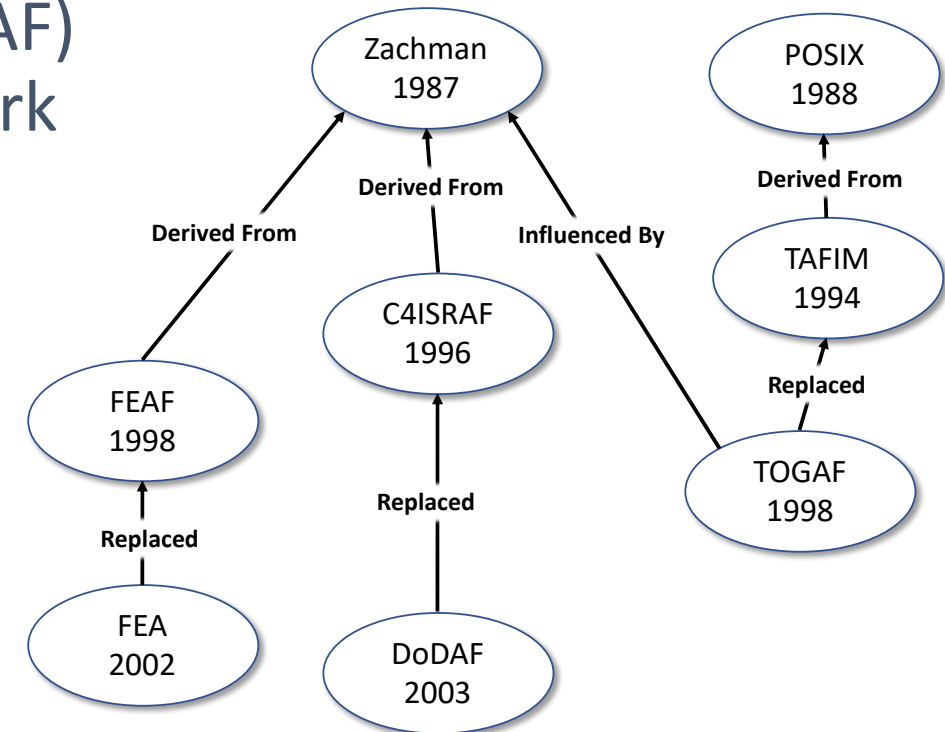 AF)
rk
Zachman
1987
POSIX
1988
Derived From
Derived From
Derived From
Influenced By
TAFIM
1994
C4ISRAF
1996
Replaced
FEAF
1998
TOGAF
1998
Replaced
Replaced
FEA
2002
DoDAF
2003